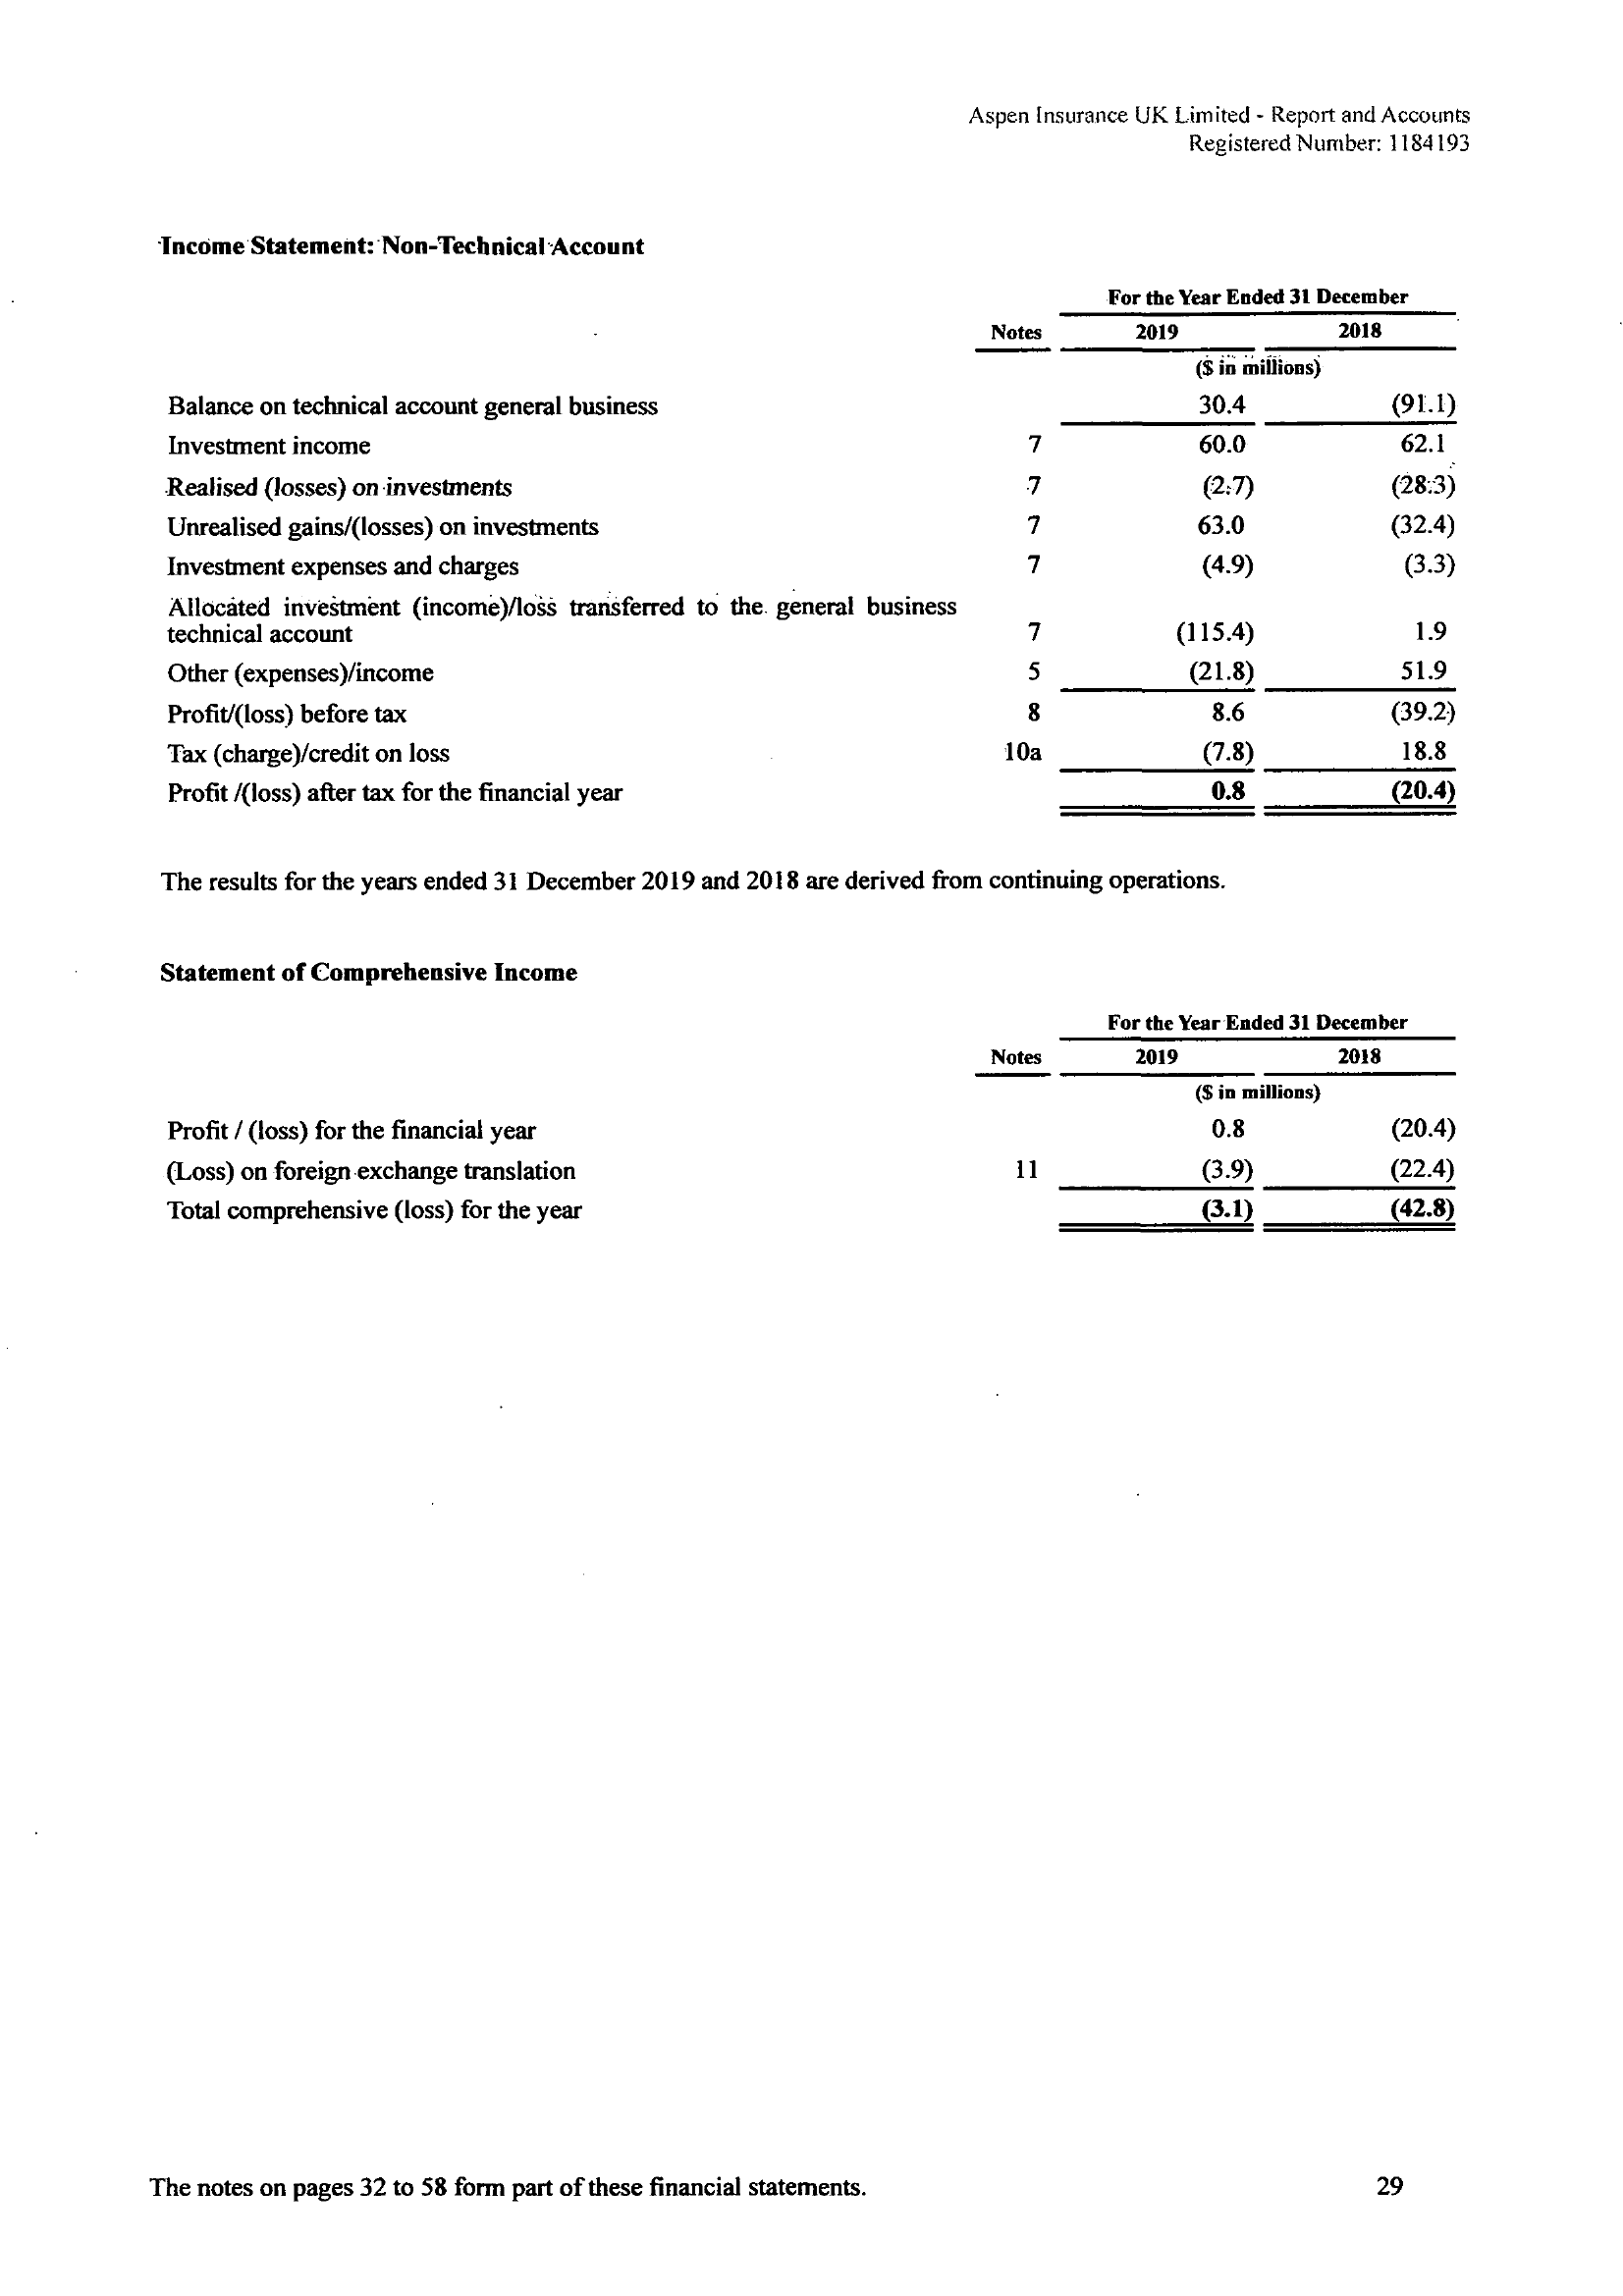 Aspen Insurance UK Limited - Report and Accounts
Registered Number: 1184193
Income Statement: Non-Technical Account
For the Year Ended 31 December
Notes 2019 2018
($ in millions)
Balance on technical account general business 30.4 (91.1)
Investment income 7 60.0 62.1
Realised (losses) on investments 7 (2.7) (28.3)
Unrealised gains/(losses) on investments 7 63.0 (32.4)
Investment expenses and charges 7 (4.9) (3.3)
Allocated investment (income)/loss transferred to the general business
technical account 7 (115.4) 1.9
Other (expenses)/income 5 (21.8) 51.9
Profit/(loss) before tax 8 8.6 (39.2)
Tax (charge)/credit on loss 10a (7.8) 18.8
Profit /(loss) after tax for the financial year 0.8 (20.4)
The results for the years ended 31 December 2019 and 2018 are derived from continuing operations.
Statement of Comprehensive Income
For the Year Ended 31 December
Notes 2019 2018
($ in millions)
Profit / (loss) for the financial year 0.8 (20.4)
(Loss) on foreign exchange translation 11 (3.9) (22.4)
Total comprehensive (loss) for the year (3.1) (42.8)
The notes on pages 32 to 58 form part of these financial statements. 29